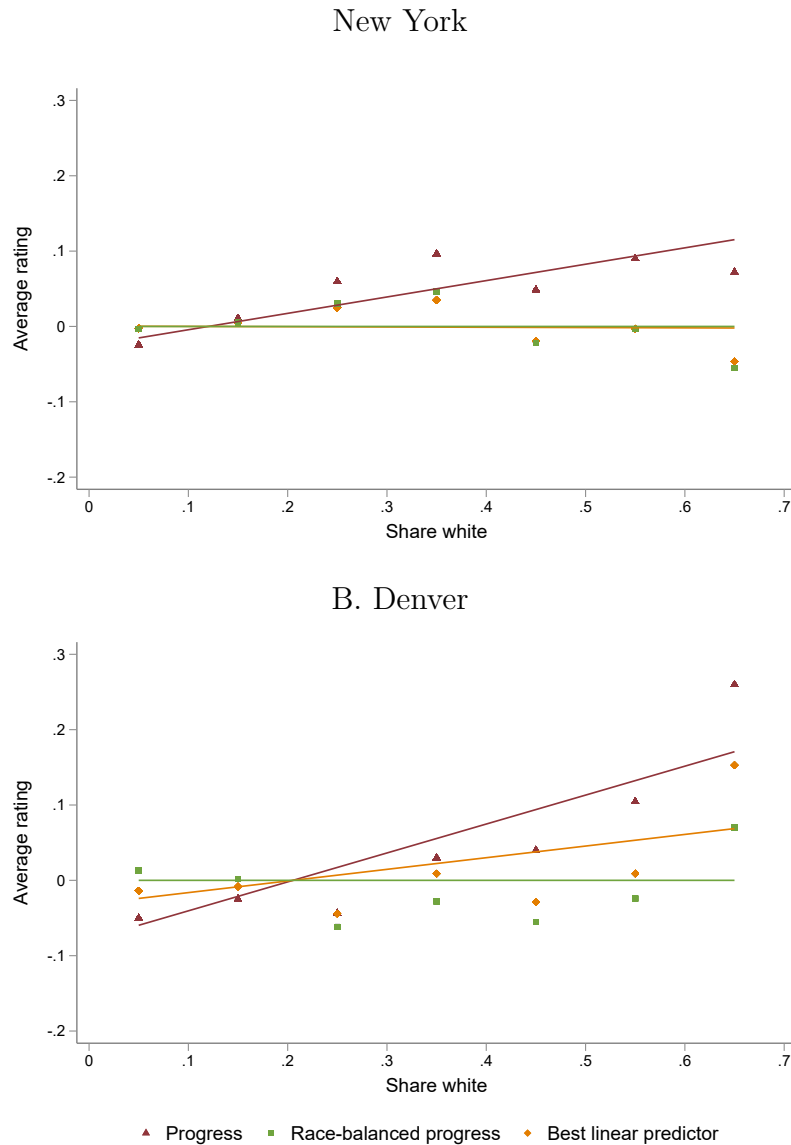 New York
.3
.2
.1
0
-.1
-.2
Average rating
0 .1 .2 .3 .4 .5 .6 .7
Share white
B. Denver
.3
.2
.1
0
-.1
-.2
Average rating
0 .1 .2 .3 .4 .5 .6 .7
Share white
Progress Race-balanced progress Best linear predictor